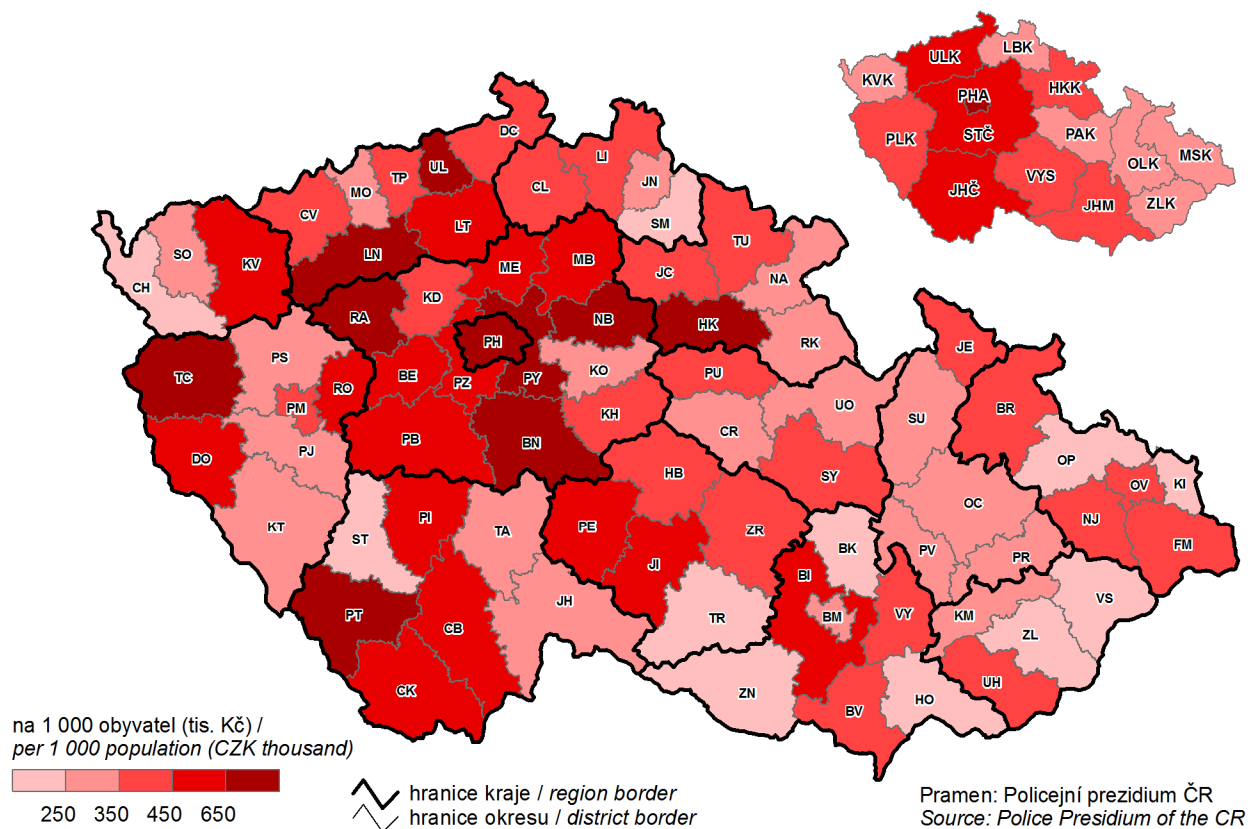 ULK
LBK
KVK
PHA
HKK
PLK
STČ
PAK
MSK
OLK
VYS
JHČ
JHM
ZLK
DC
LI
UL
TP
MO
JN
CL
CV
SM
LT
TU
SO
LN
KV
ME
MB
JC
NA
CH
KD
RA
NB
HK
PH
RK
JE
PS
TC
RO
BE
PZ
PY
KO
PU
UO
SU
BR
PM
PB
BN
KH
CR
PJ
DO
HB
SY
OP
OV
KI
KT
PI
TA
PE
ZR
OC
NJ
FM
ST
JI
BK
PV
PR
BI
JH
PT
CB
TR
BM
VY
KM
VS
ZL
CK
ZN
BV
HO
UH
na 1 000 obyvatel (tis. Kč) /
per 1 000 population (CZK thousand)
250 350 450 650
hranice kraje / region border
hranice okresu / district border
Pramen: Policejní prezidium ČR
Source: Police Presidium of the CR